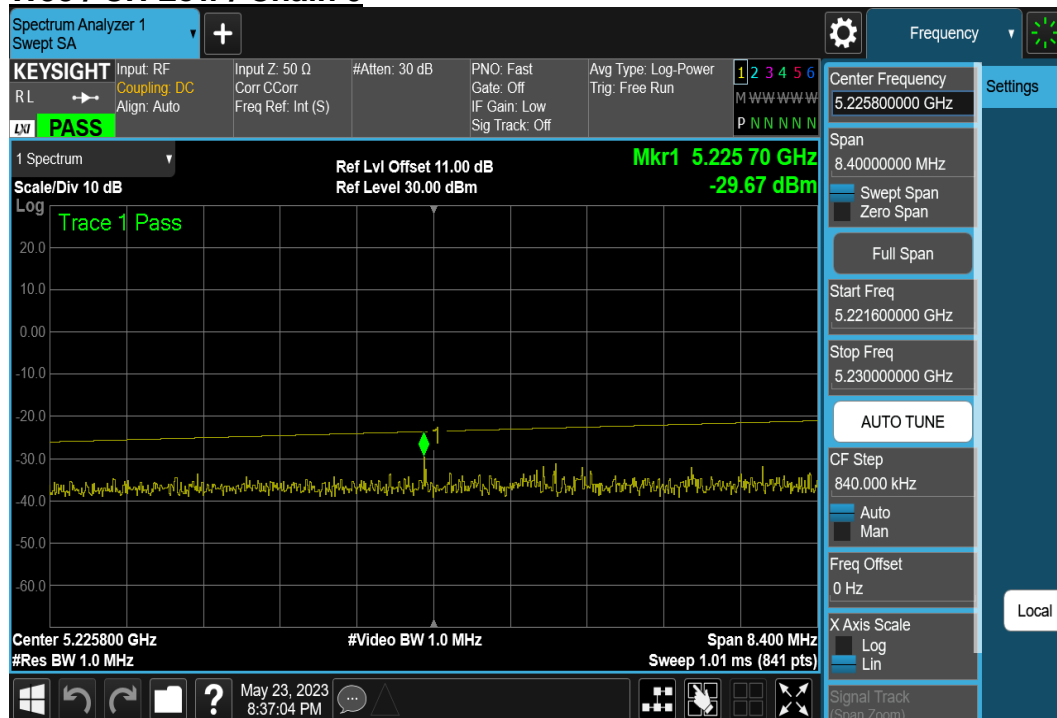 Spectrum Analyzer 1
Swept SA
Frequency
KEYSIGHT
RL
LXI
PASS
Input: RF
Coupling: DC
Align: Auto
Input Z: 50 Ω
Corr CCorr
Freq Ref: Int (S)
#Atten: 30 dB
PNO: Fast
Gate: Off
IF Gain: Low
Sig Track: Off
Avg Type: Log-Power
Trig: Free Run
1 2 3 4 5 6
M W W W W W
P N N N N N
1 Spectrum
Scale/Div 10 dB
Ref Lvl Offset 11.00 dB
Ref Level 30.00 dBm
Mkr1 5.225 70 GHz
-29.67 dBm
Log
Trace 1 Pass
20.0
10.0
0.00
-10.0
-20.0
-30.0
-40.0
-50.0
-60.0
1
Center 5.225800 GHz
#Res BW 1.0 MHz
#Video BW 1.0 MHz
Span 8.400 MHz
Sweep 1.01 ms (841 pts)
May 23, 2023
8:37:04 PM
Center Frequency
5.225800000 GHz
Span
8.40000000 MHz
Swept Span
Zero Span
Full Span
Start Freq
5.221600000 GHz
Stop Freq
5.230000000 GHz
AUTO TUNE
CF Step
840.000 kHz
Auto
Man
Freq Offset
0 Hz
X Axis Scale
Log
Lin
Signal Track
(Span Zoom)
Settings
Local